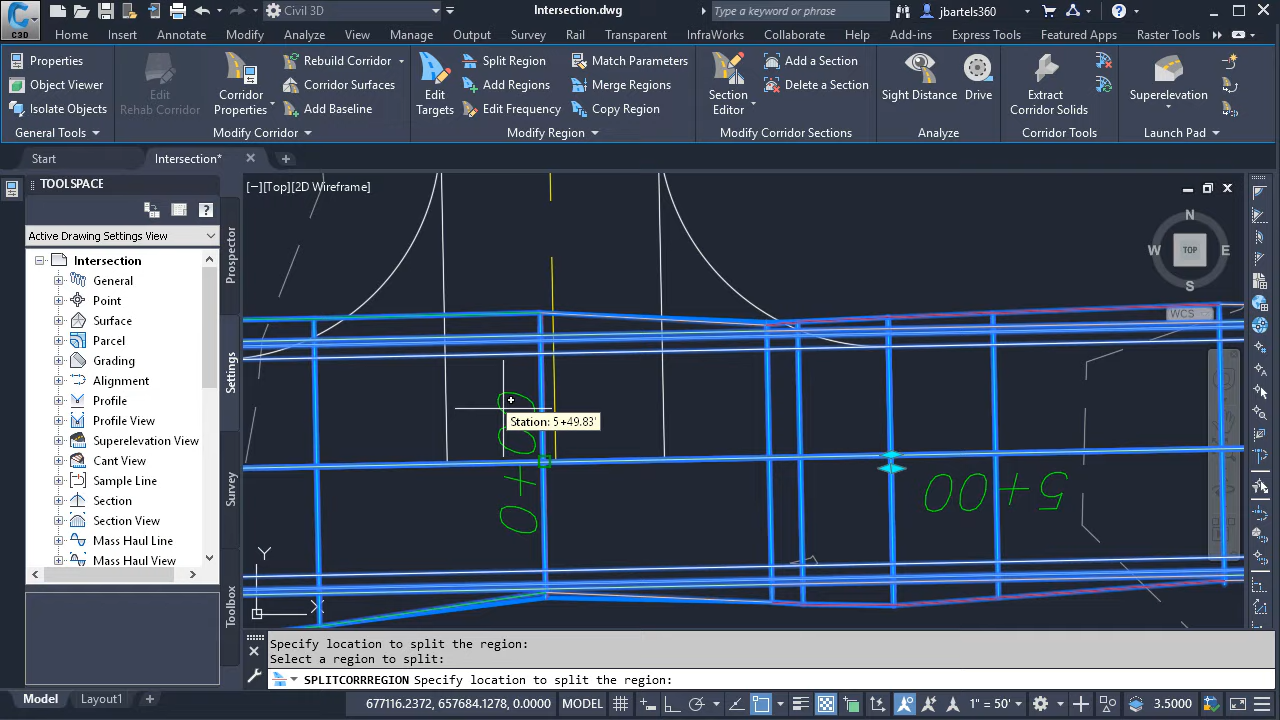 C3D
Civil 3D
Intersection.dwg
Type a keyword or phrase
jbartels360
Home
Insert
Annotate
Modify
Analyze
View
Manage
Output
Survey
Rail
Transparent
InfraWorks
Collaborate
Help
Add-ins
Express Tools
Featured Apps
Raster Tools
Properties
Object Viewer
Isolate Objects
General Tools
Edit
Rehab Corridor
Corridor
Properties
Rebuild Corridor
Corridor Surfaces
Add Baseline
Modify Corridor
Edit
Targets
Split Region
Add Regions
Edit Frequency
Match Parameters
Merge Regions
Copy Region
Modify Region
Section
Editor
Add a Section
Delete a Section
Modify Corridor Sections
Sight Distance
Drive
Analyze
Extract
Corridor Solids
Corridor Tools
Superelevation
Launch Pad
Start
Intersection*
TOOLSPACE
Active Drawing Settings View
Intersection
General
Point
Surface
Parcel
Grading
Alignment
Profile
Profile View
Superelevation View
Cant View
Sample Line
Section
Section View
Mass Haul Line
Mass Haul View
Prospector
Settings
Survey
Toolbox
[−][Top][2D Wireframe]
N
W
TOP
E
S
WCS
Station: 5+49.83'
0+00
5+00
Y
X
Specify location to split the region:
Select a region to split:
SPLITCORRREGION Specify location to split the region:
Model
Layout1
677116.2372, 657684.1278, 0.0000
MODEL
1" = 50'
3.5000